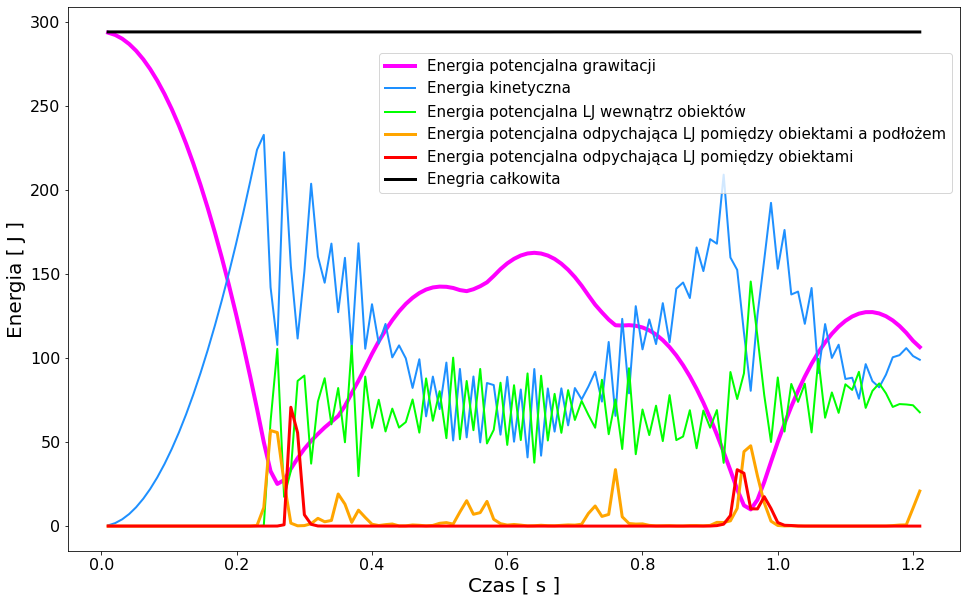 300
250
200
150
100
50
0
Energia [ J ]
Energia potencjalna grawitacji
Energia kinetyczna
Energia potencjalna LJ wewnątrz obiektów
Energia potencjalna odpychająca LJ pomiędzy obiektami a podłożem
Energia potencjalna odpychająca LJ pomiędzy obiektami
Enegria całkowita
0.0 0.2 0.4 0.6 0.8 1.0 1.2
Czas [ s ]